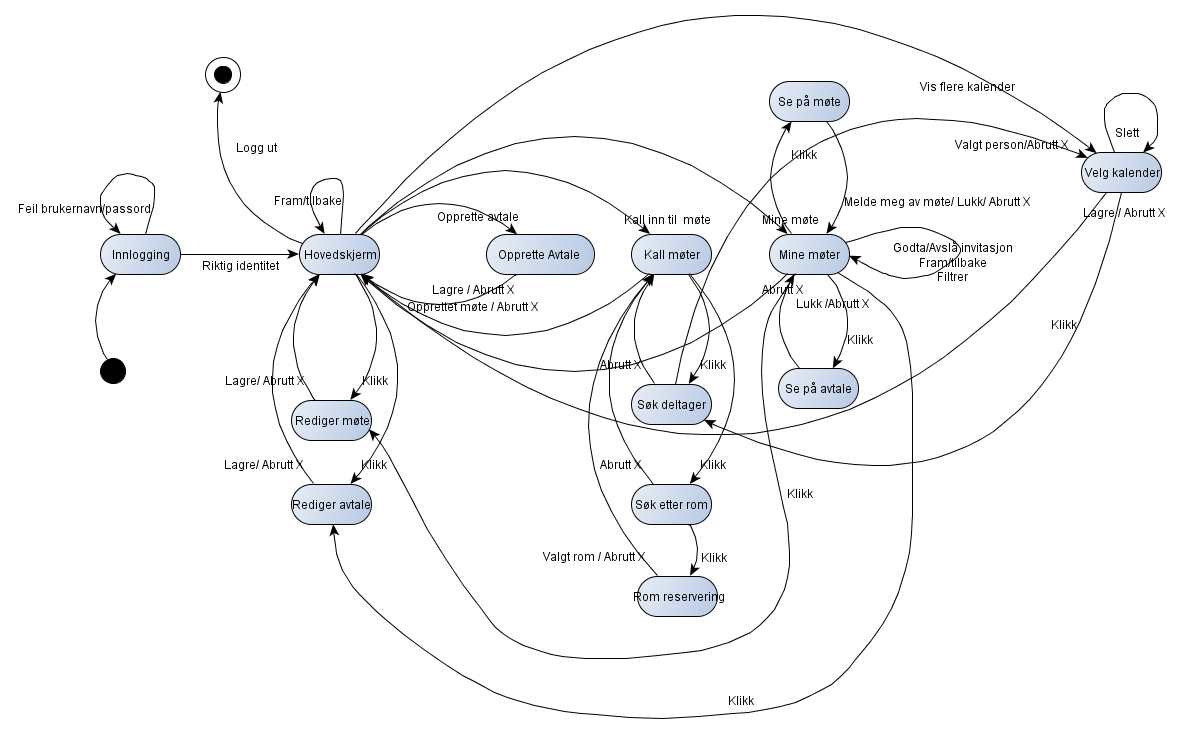 Vis flere kalender
Se på møte
Slett
Logg ut
Klikk
Valgt person/Abrutt X
Velg kalender
Fram/tilbake
Melde meg av møte/ Lukk/ Abrutt X
Feil brukernavn/passord
Opprette avtale
Kall inn til møte
Mine møte
Lagre / Abrutt X
Innlogging
Riktig identitet
Hovedskjerm
Opprette Avtale
Kall møter
Mine møter
Godta/Avslå invitasjon
Fram/tilbake
Filtrer
Lagre / Abrutt X
Abrutt X
Opprettet møte / Abrutt X
Lukk /Abrutt X
Klikk
Klikk
Abrutt X
Klikk
Lagre/ Abrutt X
Klikk
Se på avtale
Søk deltager
Rediger møte
Lagre/ Abrutt X
Klikk
Abrutt X
Klikk
Klikk
Rediger avtale
Søk etter rom
Valgt rom / Abrutt X
Klikk
Rom reservering
Klikk